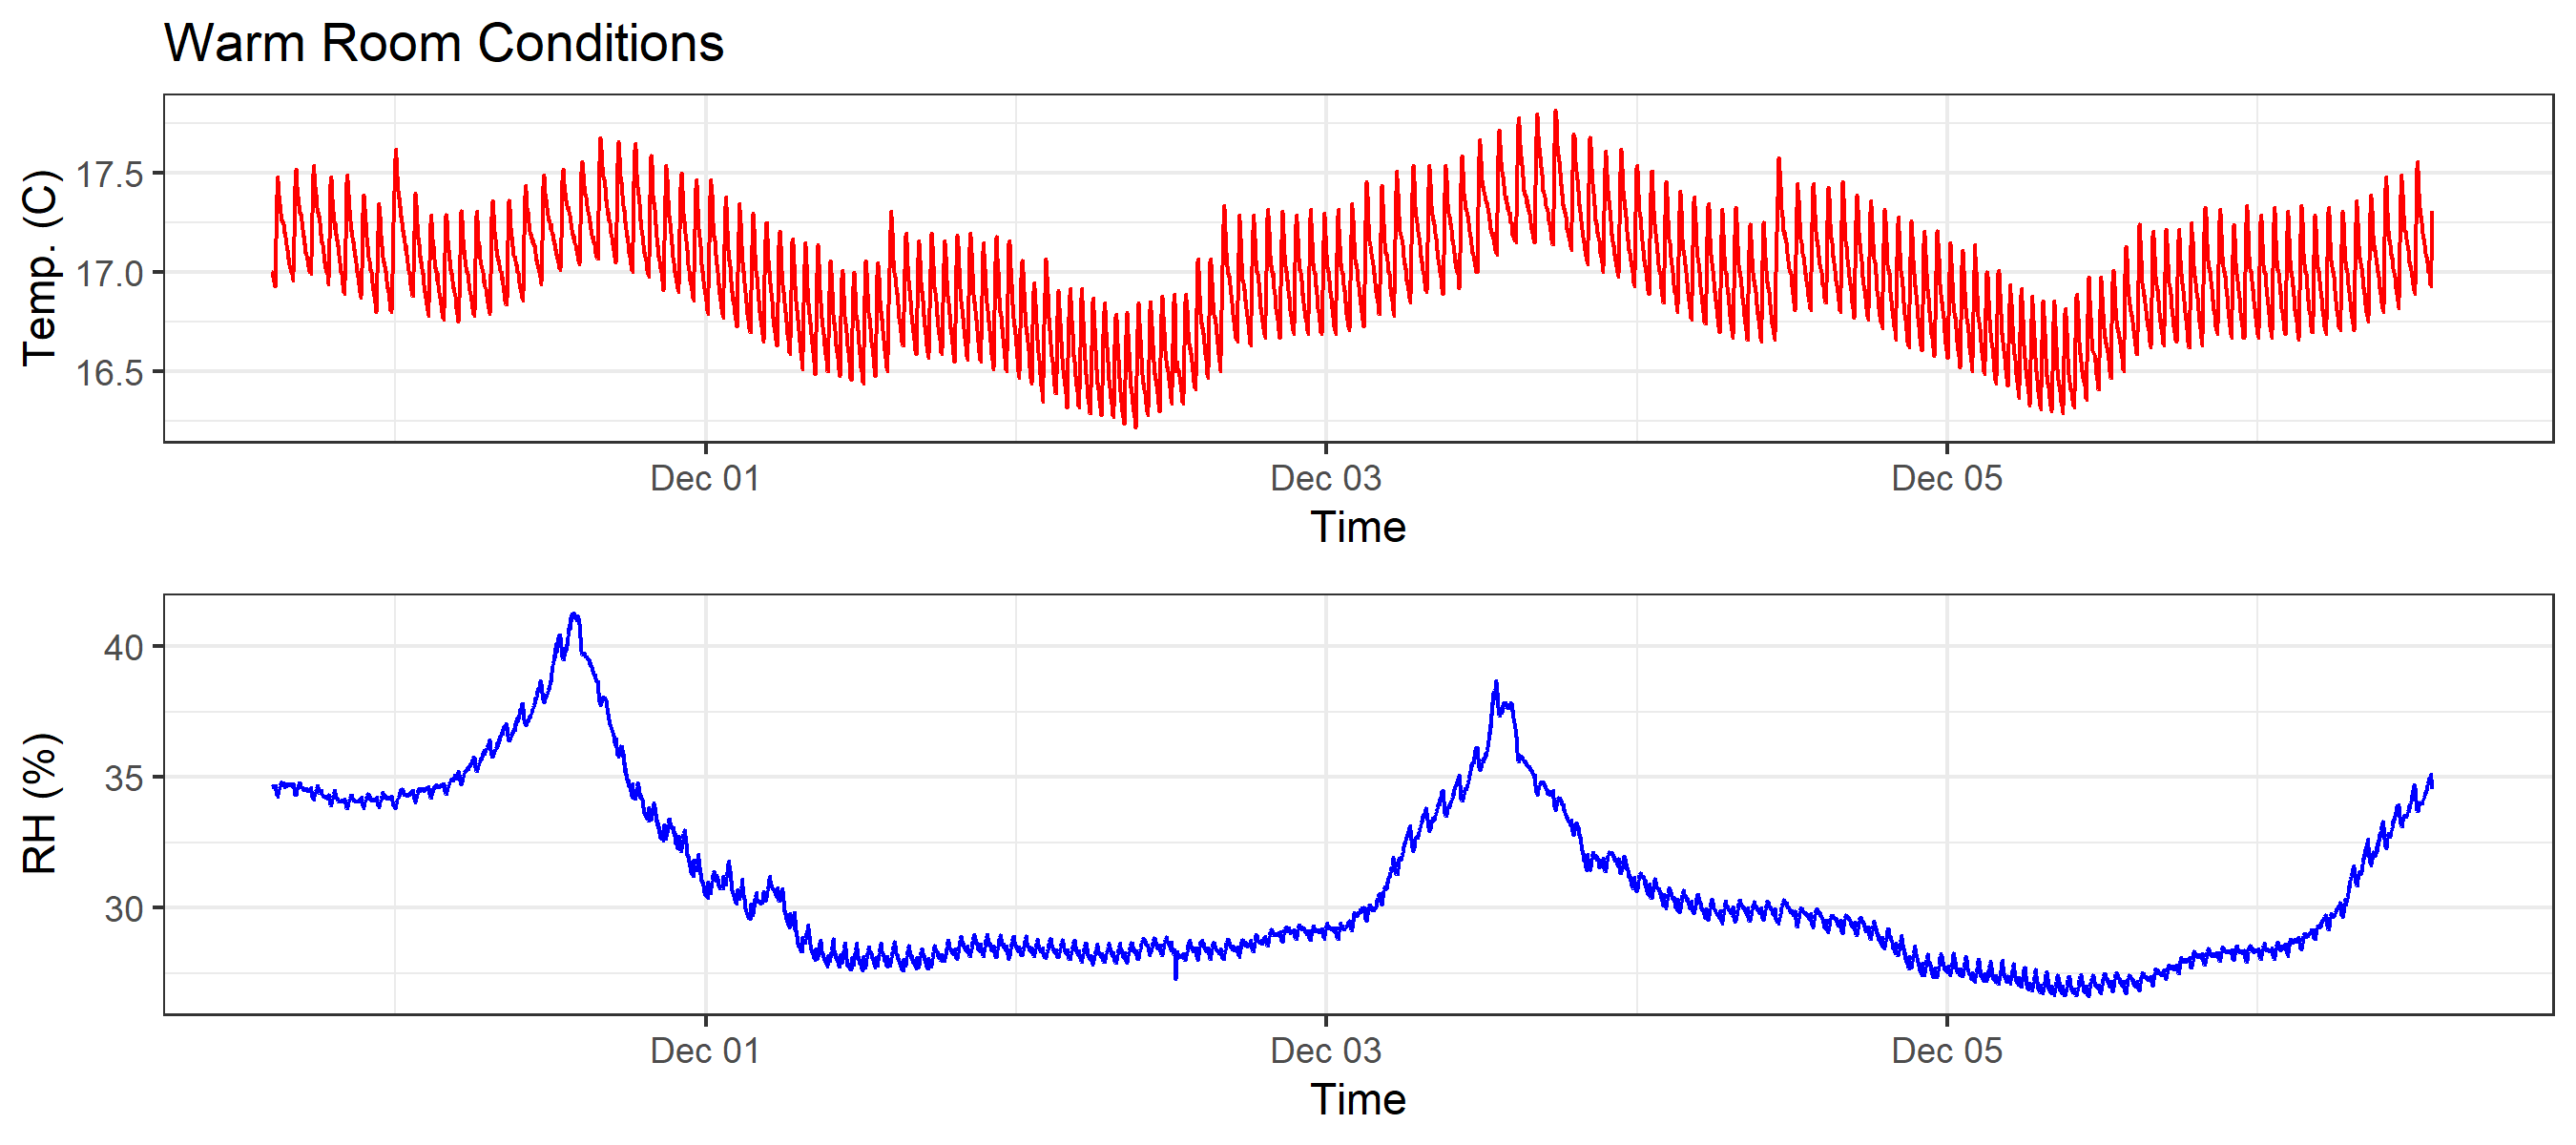 Warm Room Conditions
Temp. (C)
17.5
17.0
16.5
Dec 01 Dec 03 Dec 05
Time
RH (%)
40
35
30
Dec 01 Dec 03 Dec 05
Time